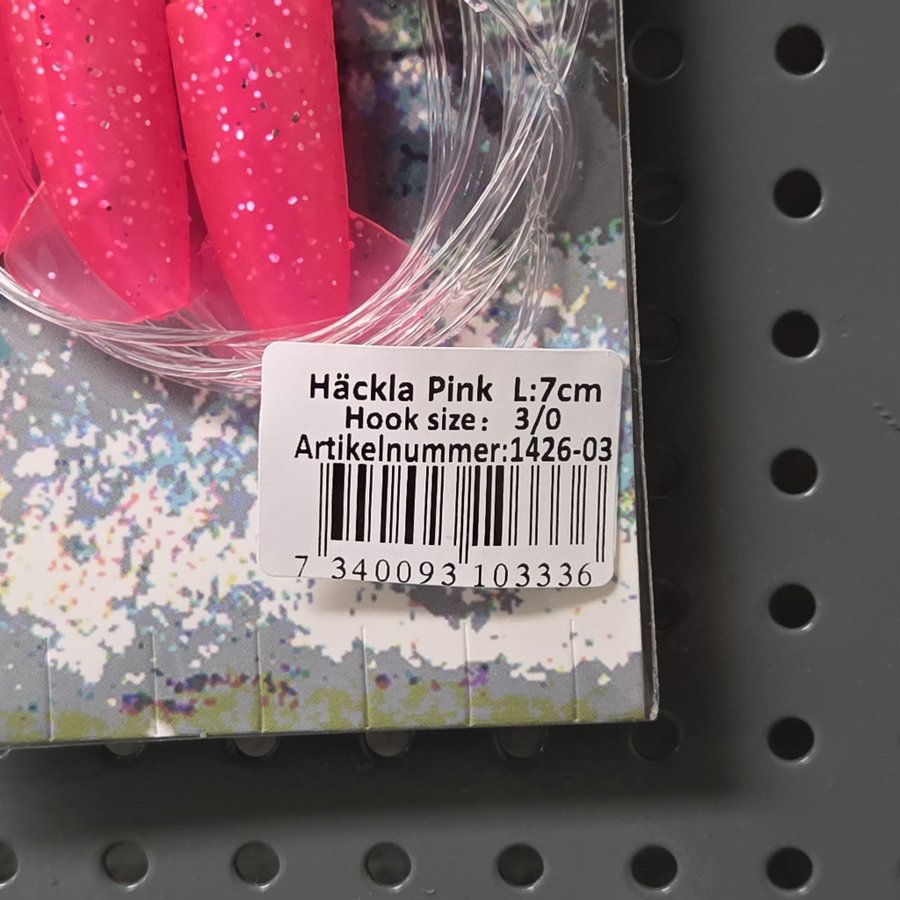 Häckla Pink L:7cm
Hook size: 3/0
Artikelnummer:1426-03
7 340093 103336